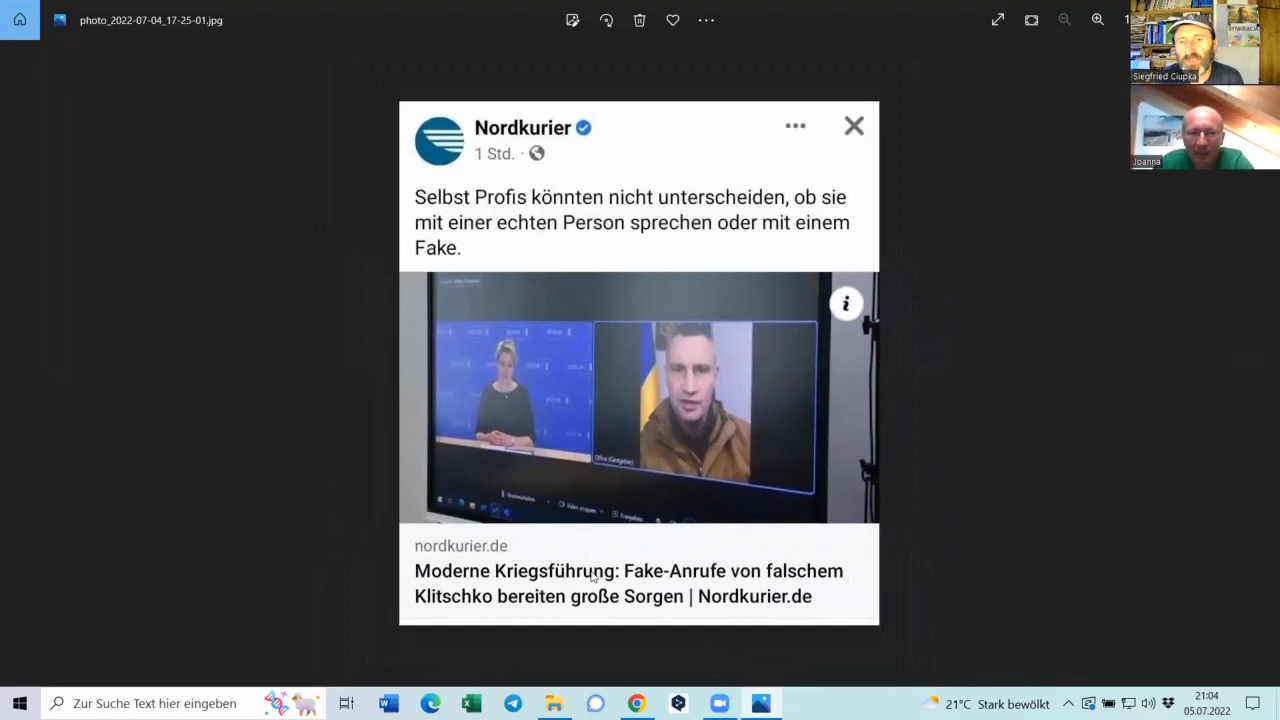 photo_2022-07-04_17-25-01.jpg
SYNKRACIA
Siegfried Ciupka
Joanna
Nordkurier
1 Std.
Selbst Profis könnten nicht unterscheiden, ob sie
mit einer echten Person sprechen oder mit einem
Fake.
nordkurier.de
Moderne Kriegsführung: Fake-Anrufe von falschem
Klitschko bereiten große Sorgen | Nordkurier.de
Zur Suche Text hier eingeben
21°C Stark bewölkt
21:04
05.07.2022